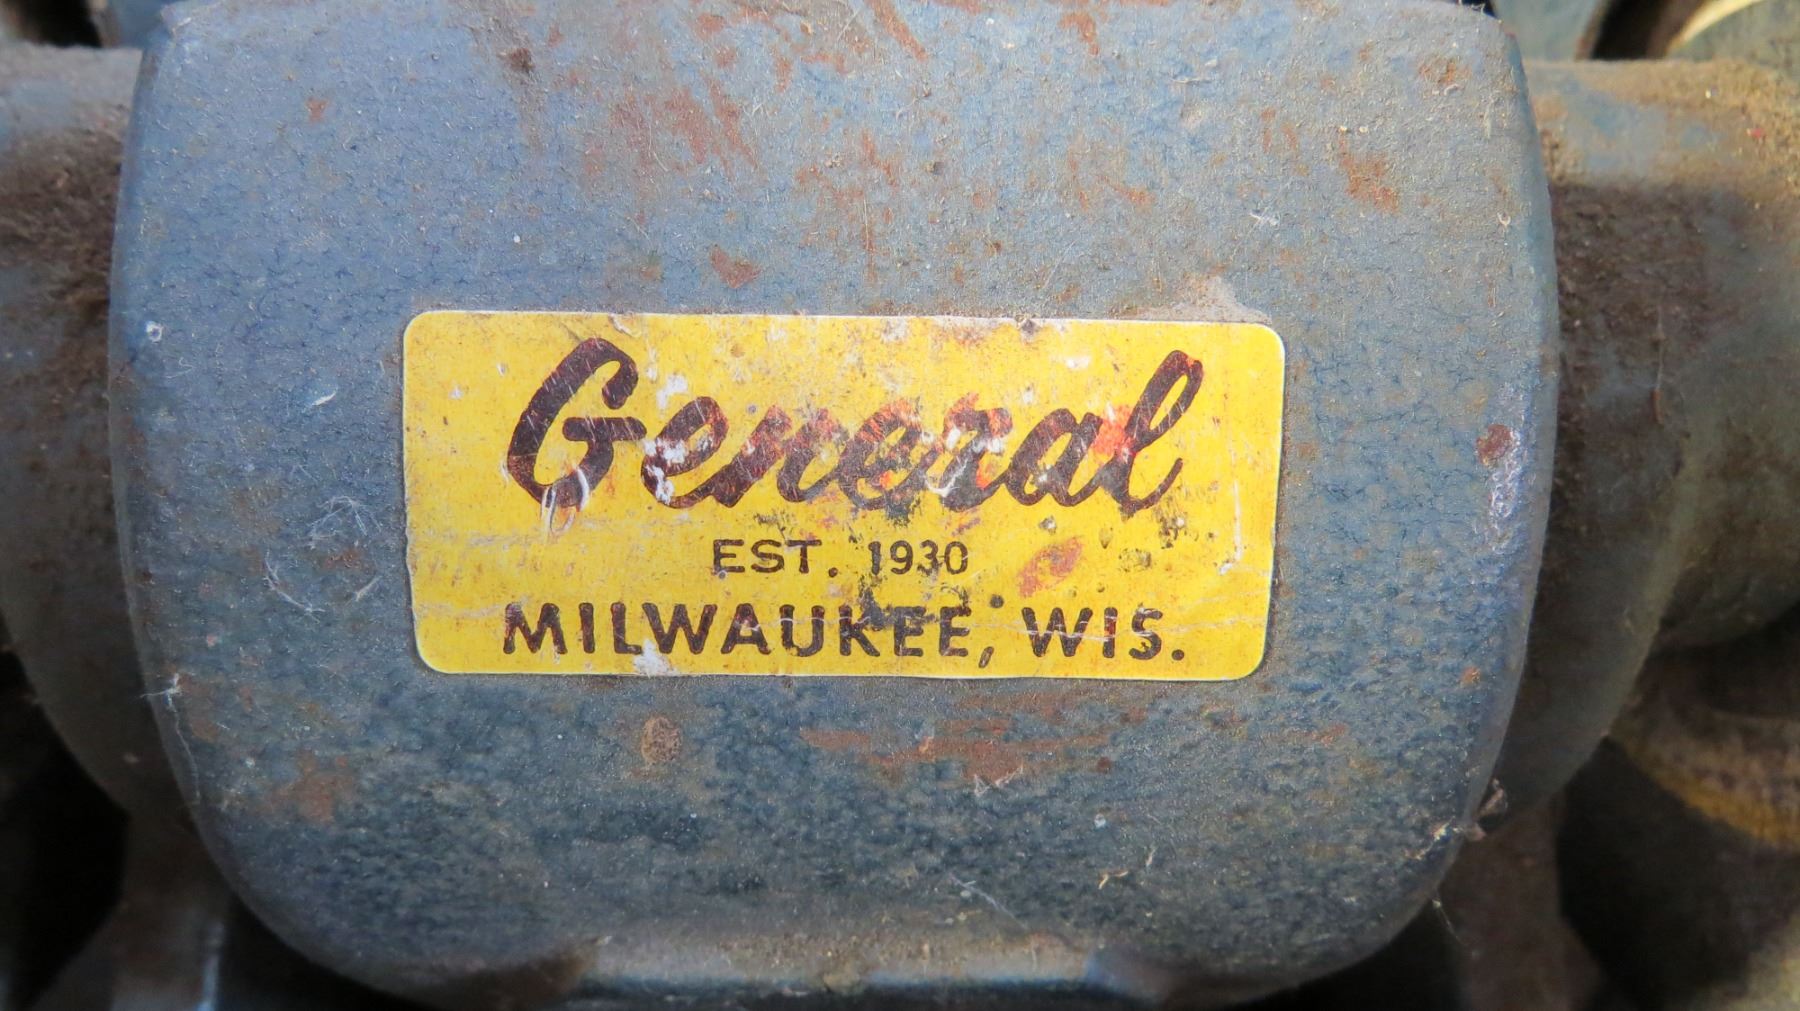 General
EST. 1930
MILWAUKEE, WIS.